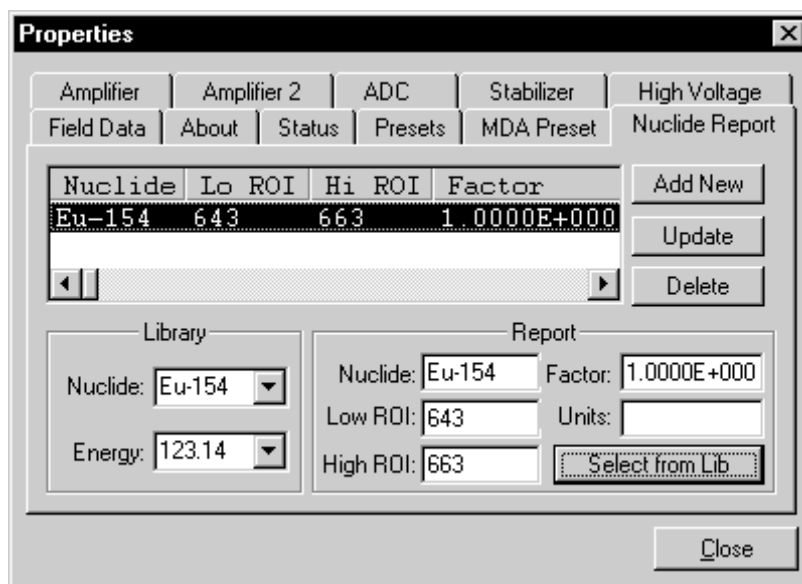 Properties
Amplifier Amplifier 2 ADC Stabilizer High Voltage
Field Data About Status Presets MDA Preset Nuclide Report
Nuclide Lo ROI Hi ROI Factor
Eu-154 643 663 1.0000E+000
Add New
Update
Delete
Library
Nuclide: Eu-154
Energy: 123.14
Report
Nuclide: Eu-154 Factor: 1.0000E+000
Low ROI: 643 Units:
High ROI: 663 Select from Lib
Close